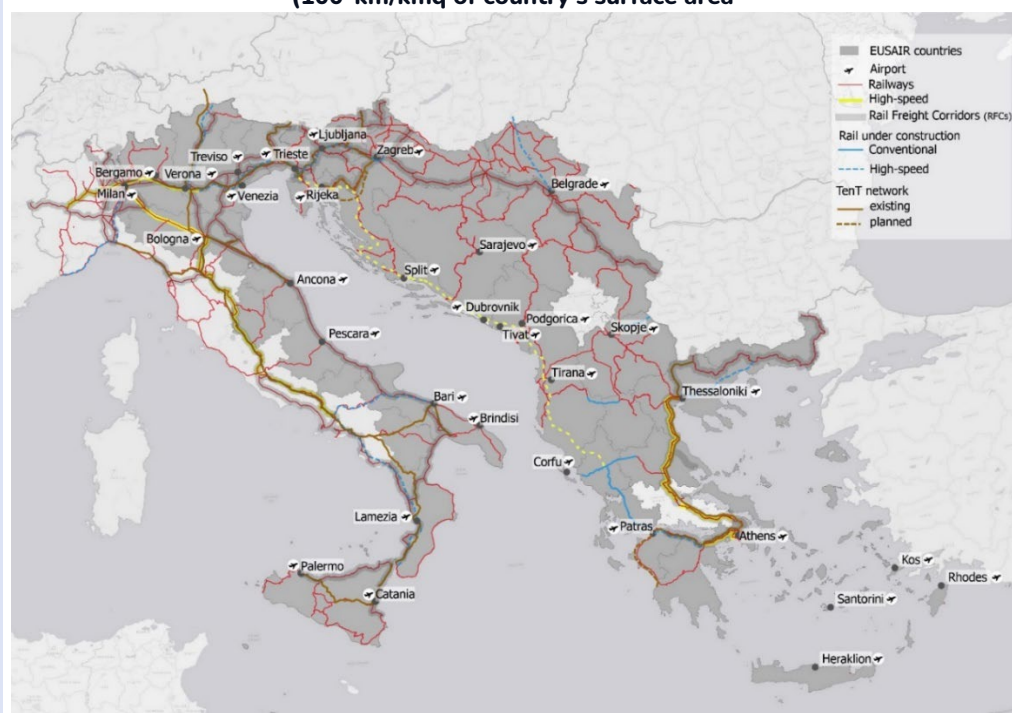 (100 km/kmq of country's surface area
EUSAIR countries
Airport
Railways
High-speed
Rail Freight Corridors (RFCs)
Rail under construction
Conventional
High-speed
TenT network
existing
planned
Ljubljana
Treviso
Trieste
Zagreb
Bergamo
Verona
Milan
Venezia
Rijeka
Belgrade
Bologna
Sarajevo
Ancona
Split
Dubrovnik
Podgorica
Pescara
Tivat
Skopje
Tirana
Bari
Thessaloniki
Brindisi
Corfu
Lamezia
Patras
Athens
Palermo
Kos
Rhodes
Catania
Santorini
Heraklion